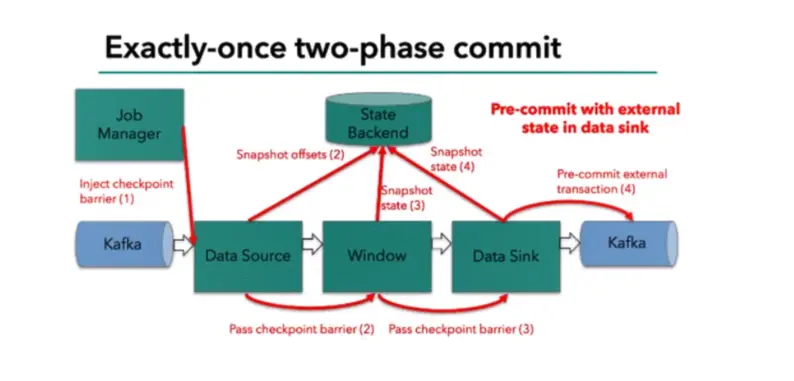 Exactly-once two-phase commit
Job
Manager
State
Backend
Pre-commit with external
state in data sink
Snapshot offsets (2)
Snapshot
state (4)
Inject checkpoint
barrier (1)
Snapshot
state (3)
Pre-commit external
transaction (4)
Kafka
Data Source
Window
Data Sink
Kafka
Pass checkpoint barrier (2)
Pass checkpoint barrier (3)